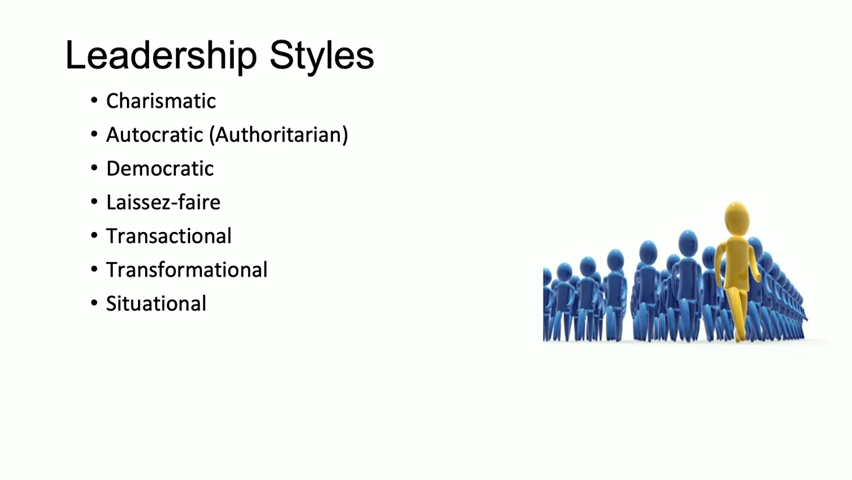 Leadership Styles
• Charismatic
• Autocratic (Authoritarian)
• Democratic
• Laissez-faire
• Transactional
• Transformational
• Situational